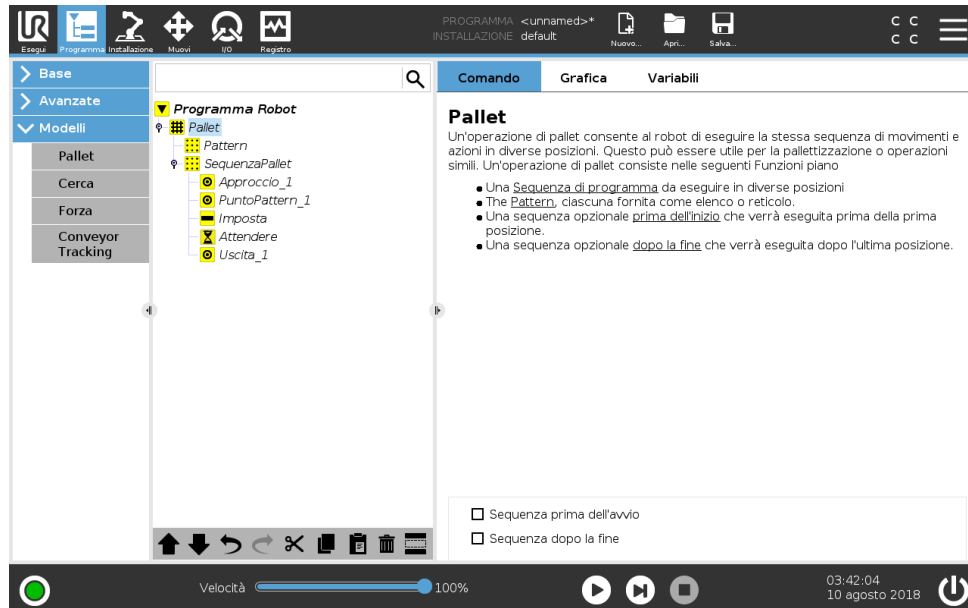 PROGRAMMA <unnamed>*
INSTALLAZIONE default
UR
Esegui
Programma
Installazione
Muovi
I/O
Registro
Nuovo...
Apri...
Salva...
C C
C C
Base
Avanzate
Modelli
Pallet
Cerca
Forza
Conveyor
Tracking
Programma Robot
Pallet
Pattern
SequenzaPallet
Approccio_1
PuntoPattern_1
Imposta
Attendere
Uscita_1
Comando
Grafica
Variabili
Pallet
Un'operazione di pallet consente al robot di eseguire la stessa sequenza di movimenti e
azioni in diverse posizioni. Questo può essere utile per la pallettizzazione o operazioni
simili. Un'operazione di pallet consiste nelle seguenti Funzioni piano
Una Sequenza di programma da eseguire in diverse posizioni
The Pattern, ciascuna fornita come elenco o reticolo.
Una sequenza opzionale prima dell'inizio che verrà eseguita prima della prima
posizione.
Una sequenza opzionale dopo la fine che verrà eseguita dopo l'ultima posizione.
Sequenza prima dell'avvio
Sequenza dopo la fine
Velocità
100%
03:42:04
10 agosto 2018